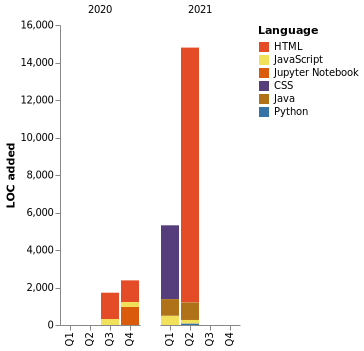 2020 2021
Language
HTML
JavaScript
Jupyter Notebook
CSS
Java
Python
LOC added
16,000
14,000
12,000
10,000
8,000
6,000
4,000
2,000
0
Q1 Q2 Q3 Q4 Q1 Q2 Q3 Q4